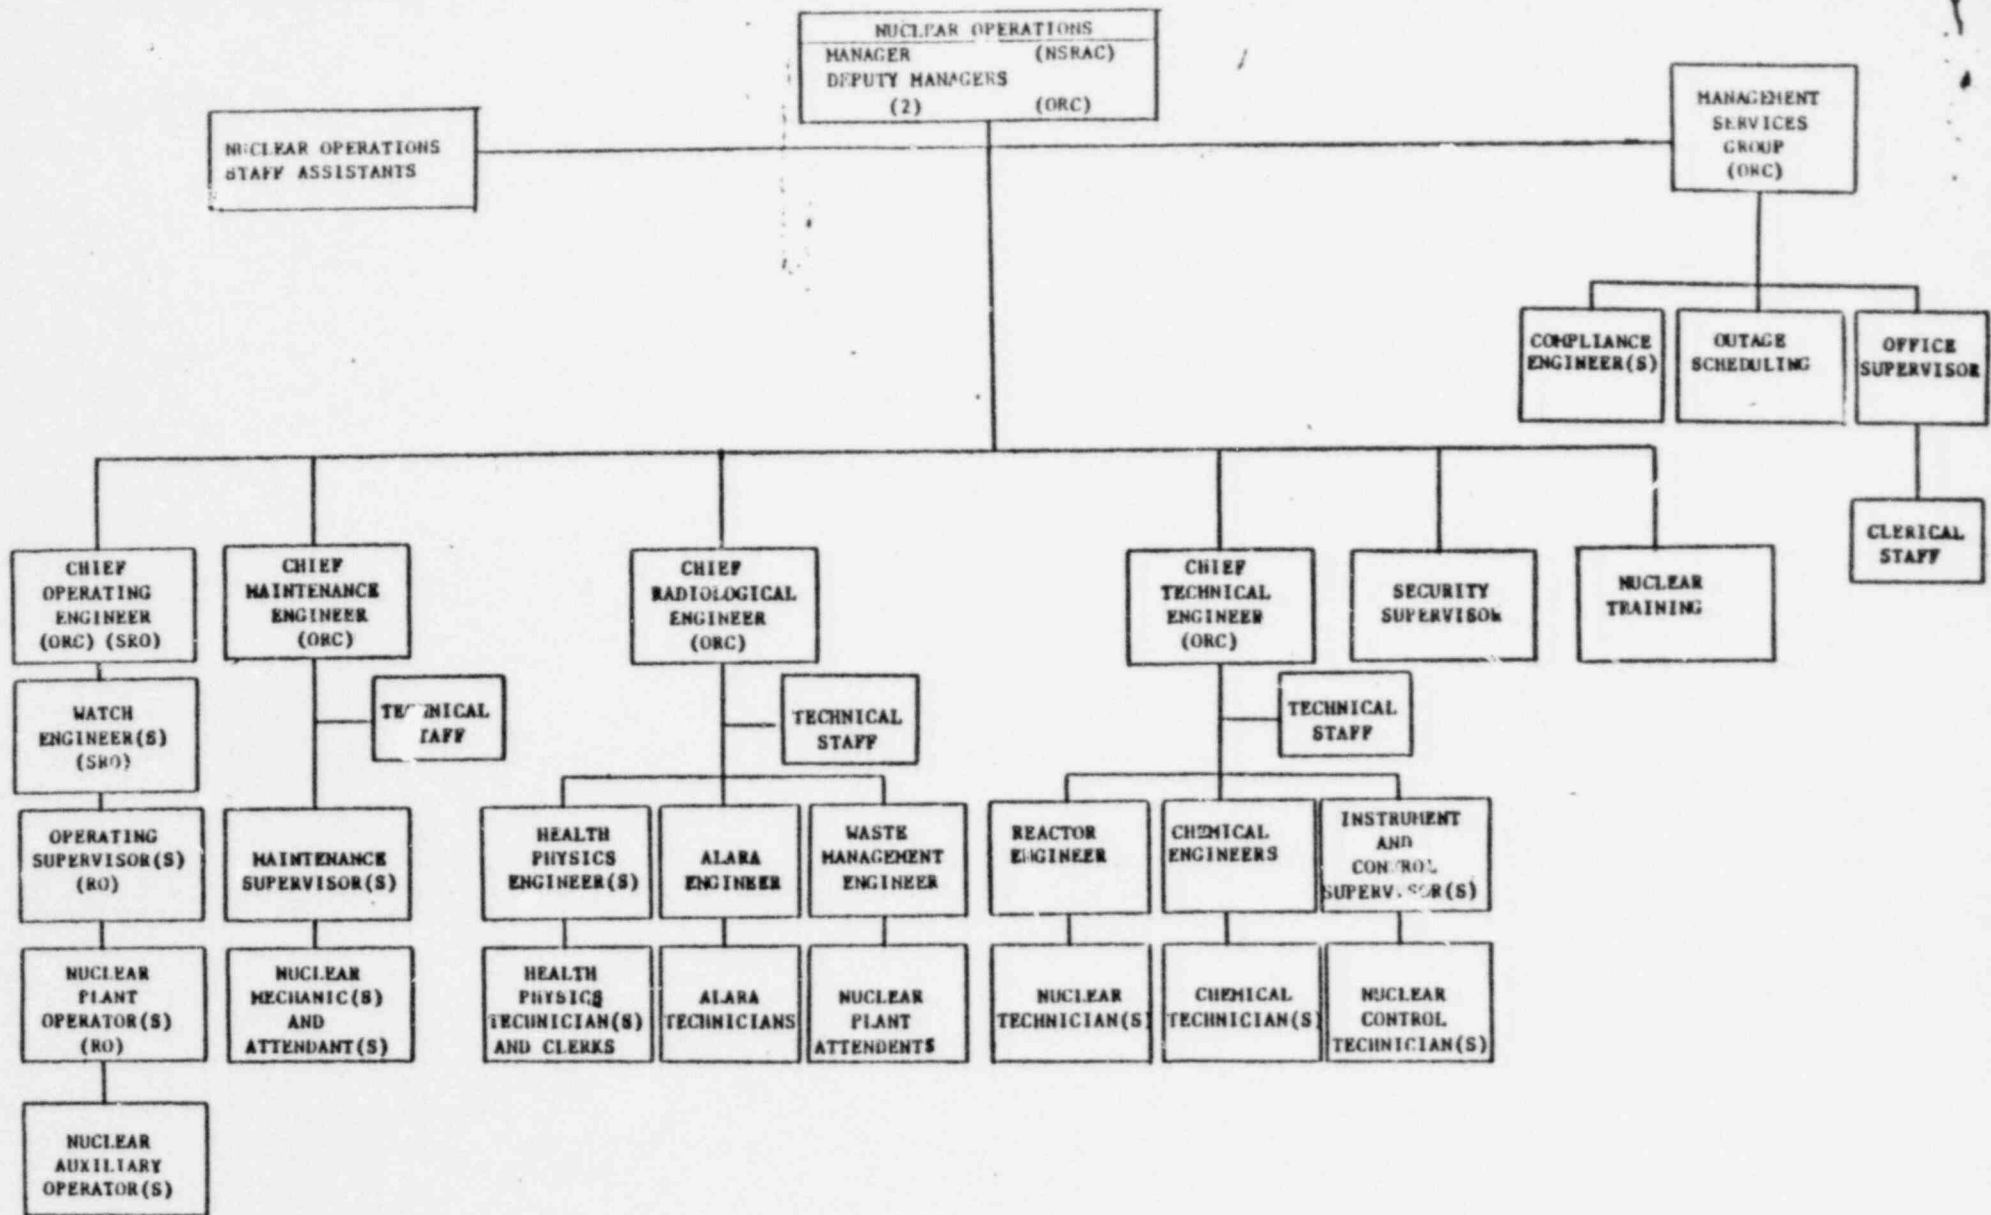 NUCLEAR OPERATIONS
MANAGER (NSRAC)
DEPUTY MANAGERS
(2) (ORC)
NUCLEAR OPERATIONS
STAFF ASSISTANTS
MANAGEMENT
SERVICES
GROUP
(ORC)
COMPLIANCE
ENGINEER(S)
OUTAGE
SCHEDULING
OFFICE
SUPERVISOR
CLERICAL
STAFF
CHIEF
OPERATING
ENGINEER
(ORC) (SRO)
CHIEF
MAINTENANCE
ENGINEER
(ORC)
CHIEF
RADIOLOGICAL
ENGINEER
(ORC)
CHIEF
TECHNICAL
ENGINEER
(ORC)
SECURITY
SUPERVISOR
NUCLEAR
TRAINING
WATCH
ENGINEER(S)
(SRO)
TECHNICAL
STAFF
TECHNICAL
STAFF
TECHNICAL
STAFF
OPERATING
SUPERVISOR(S)
(RO)
MAINTENANCE
SUPERVISOR(S)
HEALTH
PHYSICS
ENGINEER(S)
ALARA
ENGINEER
WASTE
MANAGEMENT
ENGINEER
REACTOR
ENGINEER
CHEMICAL
ENGINEERS
INSTRUMENT
AND
CONTROL
SUPERVISOR(S)
NUCLEAR
PLANT
OPERATOR(S)
(RO)
NUCLEAR
MECHANIC(S)
AND
ATTENDANT(S)
HEALTH
PHYSICS
TECHNICIAN(S)
AND CLERKS
ALARA
TECHNICIANS
NUCLEAR
PLANT
ATTENDENTS
NUCLEAR
TECHNICIAN(S)
CHEMICAL
TECHNICIAN(S)
NUCLEAR
CONTROL
TECHNICIAN(S)
NUCLEAR
AUXILIARY
OPERATOR(S)